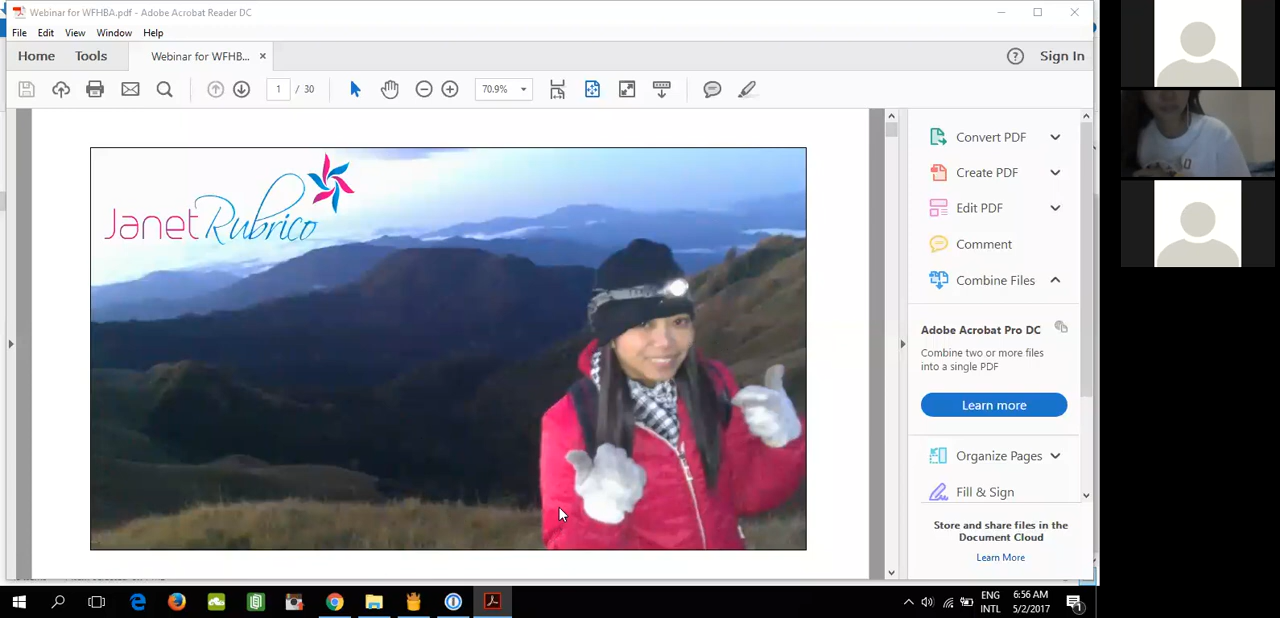 Webinar for WFHBA.pdf - Adobe Acrobat Reader DC
File Edit View Window Help
Home Tools Webinar for WFHB... × Sign In
1 / 30 70.9%
Janet Rubrico
Convert PDF
Create PDF
Edit PDF
Comment
Combine Files
Adobe Acrobat Pro DC
Combine two or more files
into a single PDF
Learn more
Organize Pages
Fill & Sign
Store and share files in the
Document Cloud
Learn More
ENG
INTL
6:56 AM
5/2/2017
1